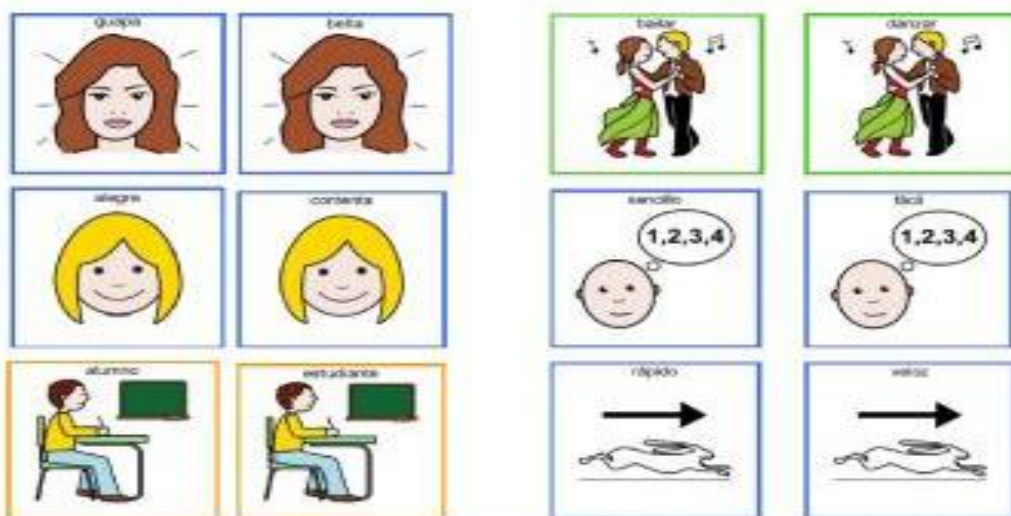 guapa bella bailar danzar
alegre contenta sencillo fácil
1,2,3,4 1,2,3,4
alumno estudiante rápido veloz